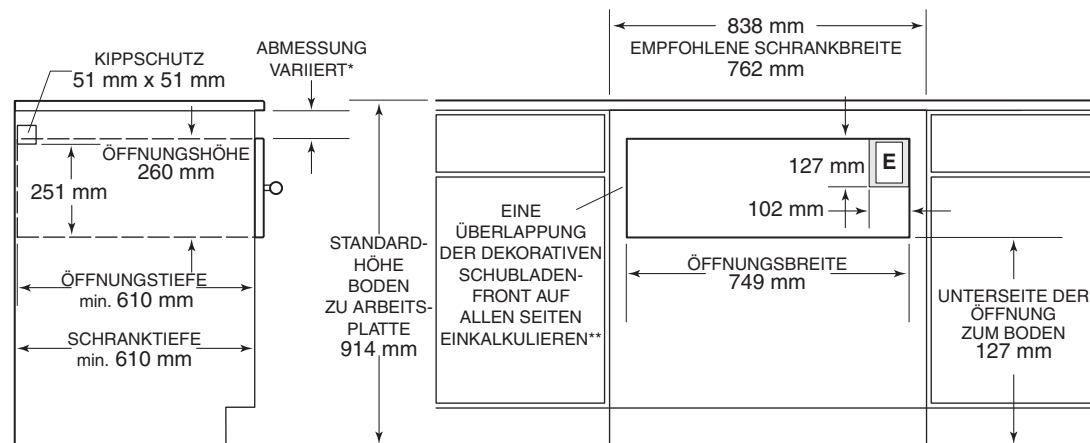 KIPPSCHUTZ
51 mm x 51 mm
ABMESSUNG
VARIIERT*
ÖFFNUNGSHÖHE
260 mm
251 mm
ÖFFNUNGSTIEFE
min. 610 mm
SCHRANKTIEFE
min. 610 mm
STANDARD-
HÖHE
BODEN
ZU ARBEITS-
PLATTE
914 mm
838 mm
EMPFOHLENE SCHRANKBREITE
762 mm
E
127 mm
102 mm
EINE
ÜBERLAPPUNG
DER DEKORATIVEN
SCHUBLADEN-
FRONT AUF
ALLEN SEITEN
EINKALKULIEREN**
ÖFFNUNGSBREITE
749 mm
UNTERSEITE DER
ÖFFNUNG
ZUM BODEN
127 mm